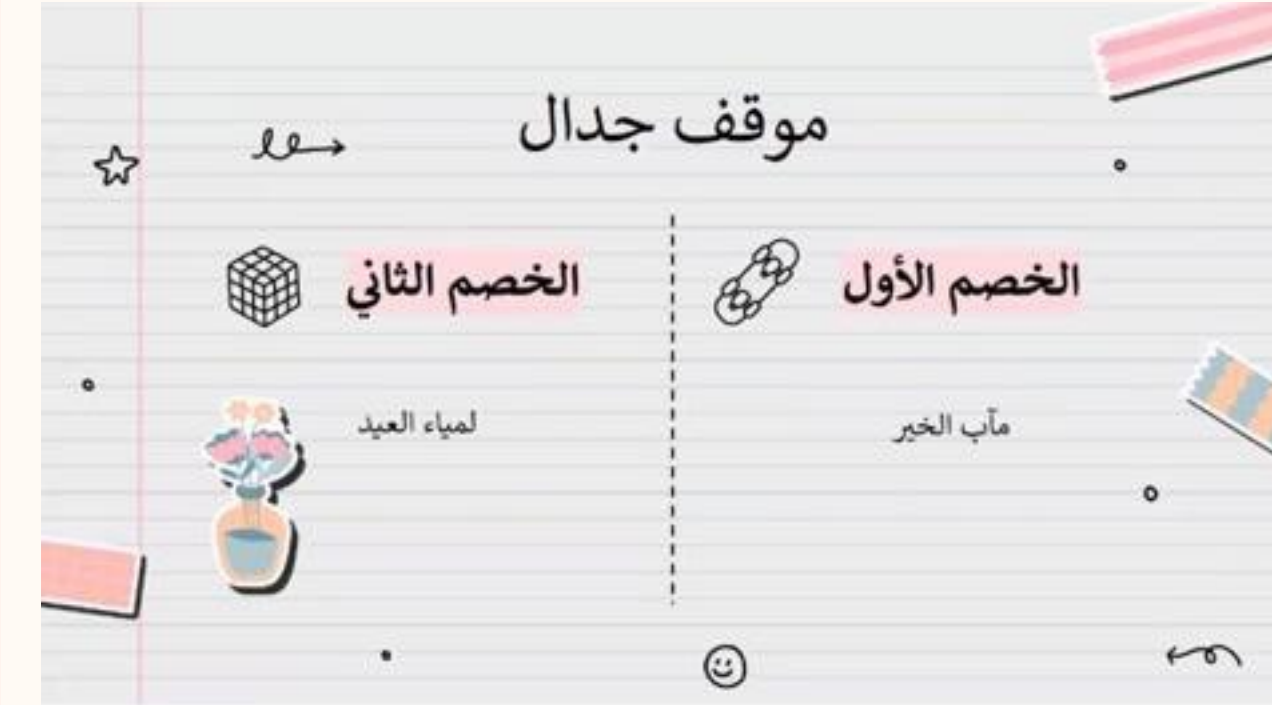 موقف جدال
الخصم الأول
الخصم الثاني
مآب الخير
لمياء العيد